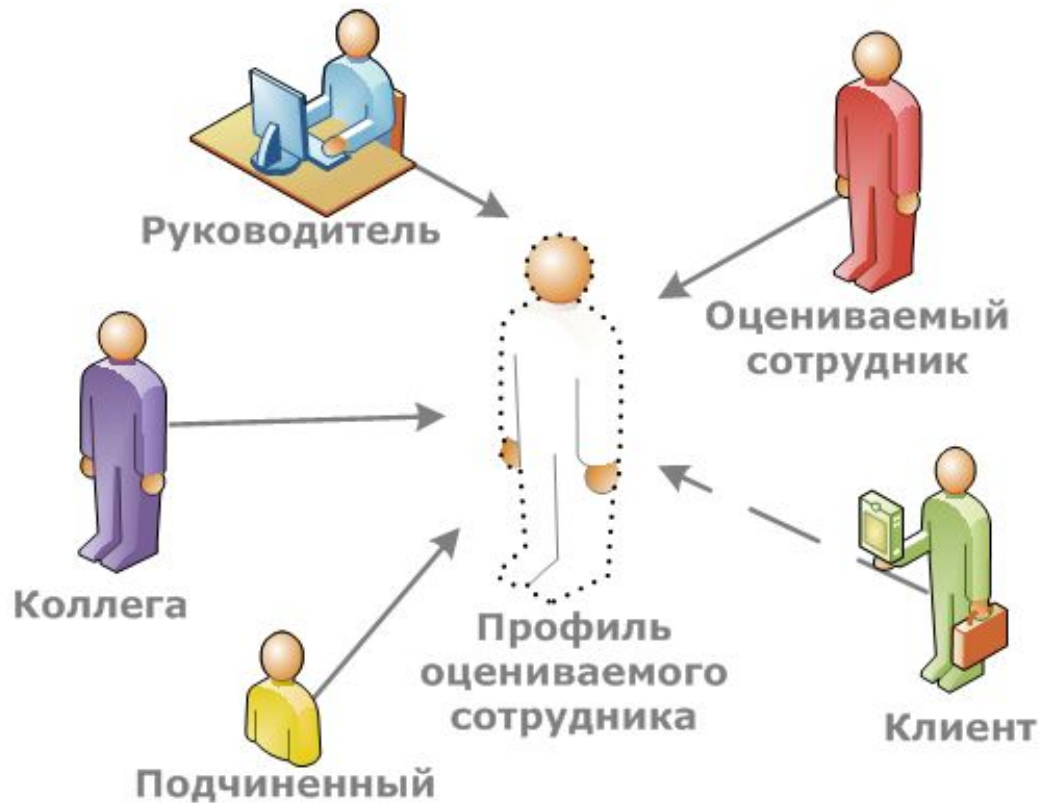 Руководитель
Оцениваемый
сотрудник
Коллега
Профиль
оцениваемого
сотрудника
Клиент
Подчиненный